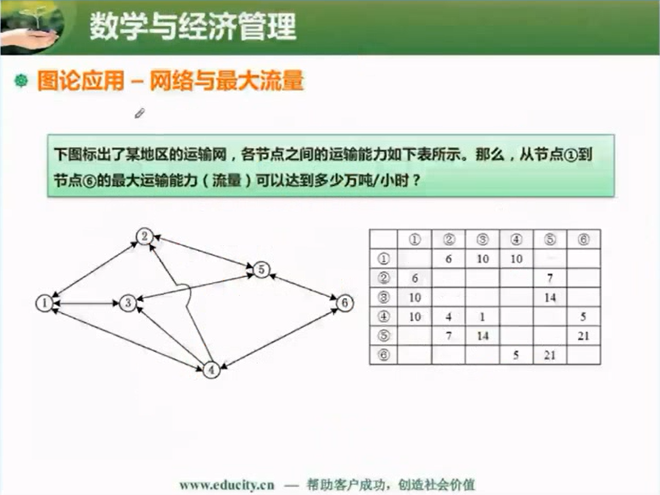 数学与经济管理
图论应用 – 网络与最大流量
下图标出了某地区的运输网，各节点之间的运输能力如下表所示。那么，从节点①到
节点⑥的最大运输能力（流量）可以达到多少万吨/小时？
2
5
1
3
6
4
① ② ③ ④ ⑤ ⑥
① 6 10 10
② 6 7
③ 10 14
④ 10 4 1 5
⑤ 7 14 21
⑥ 5 21
www.educity.cn — 帮助客户成功，创造社会价值